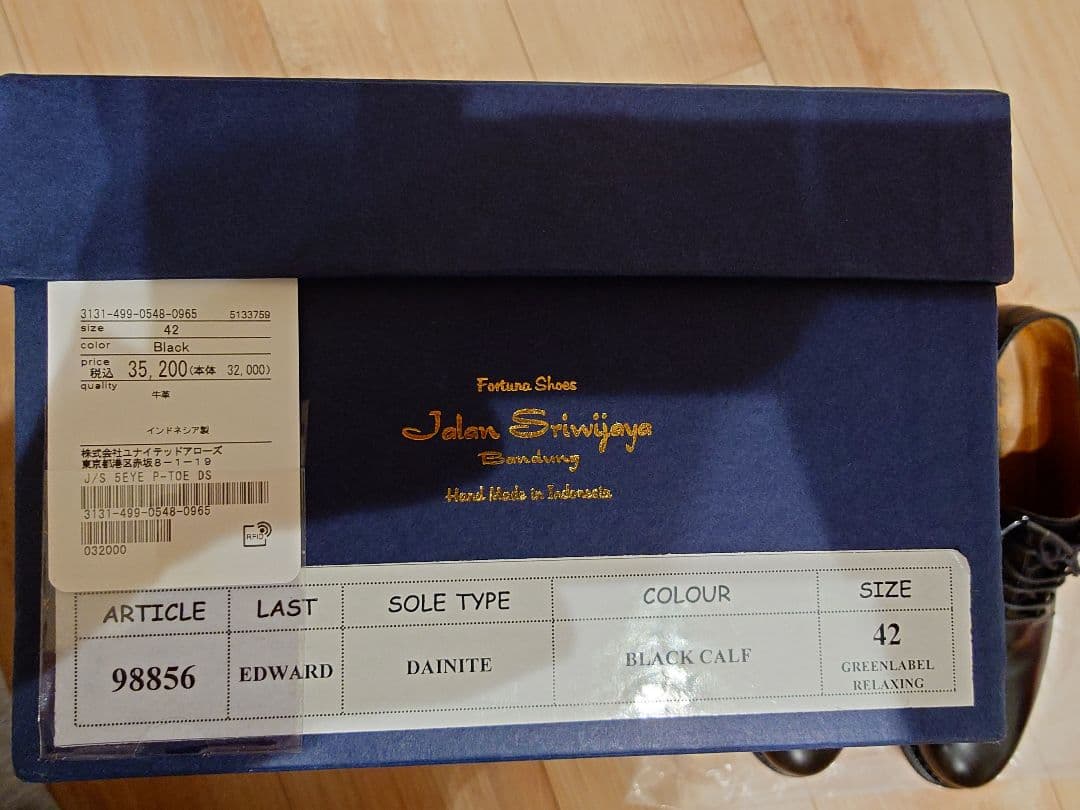 3131-499-0548-0965 5133759
size 42
color Black
price
税込 35,200(本体 32,000)
quality
牛革
インドネシア製
株式会社ユナイテッドアローズ
東京都港区赤坂8-1-19
J/S 5EYE P-TOE DS
3131-499-0548-0965
032000
RFID
Fortuna Shoes
Jalan Sriwijaya
Bandung
Hand Made in Indonesia
ARTICLE LAST SOLE TYPE COLOUR SIZE
98856 EDWARD DAINITE BLACK CALF 42
GREENLABEL
RELAXING